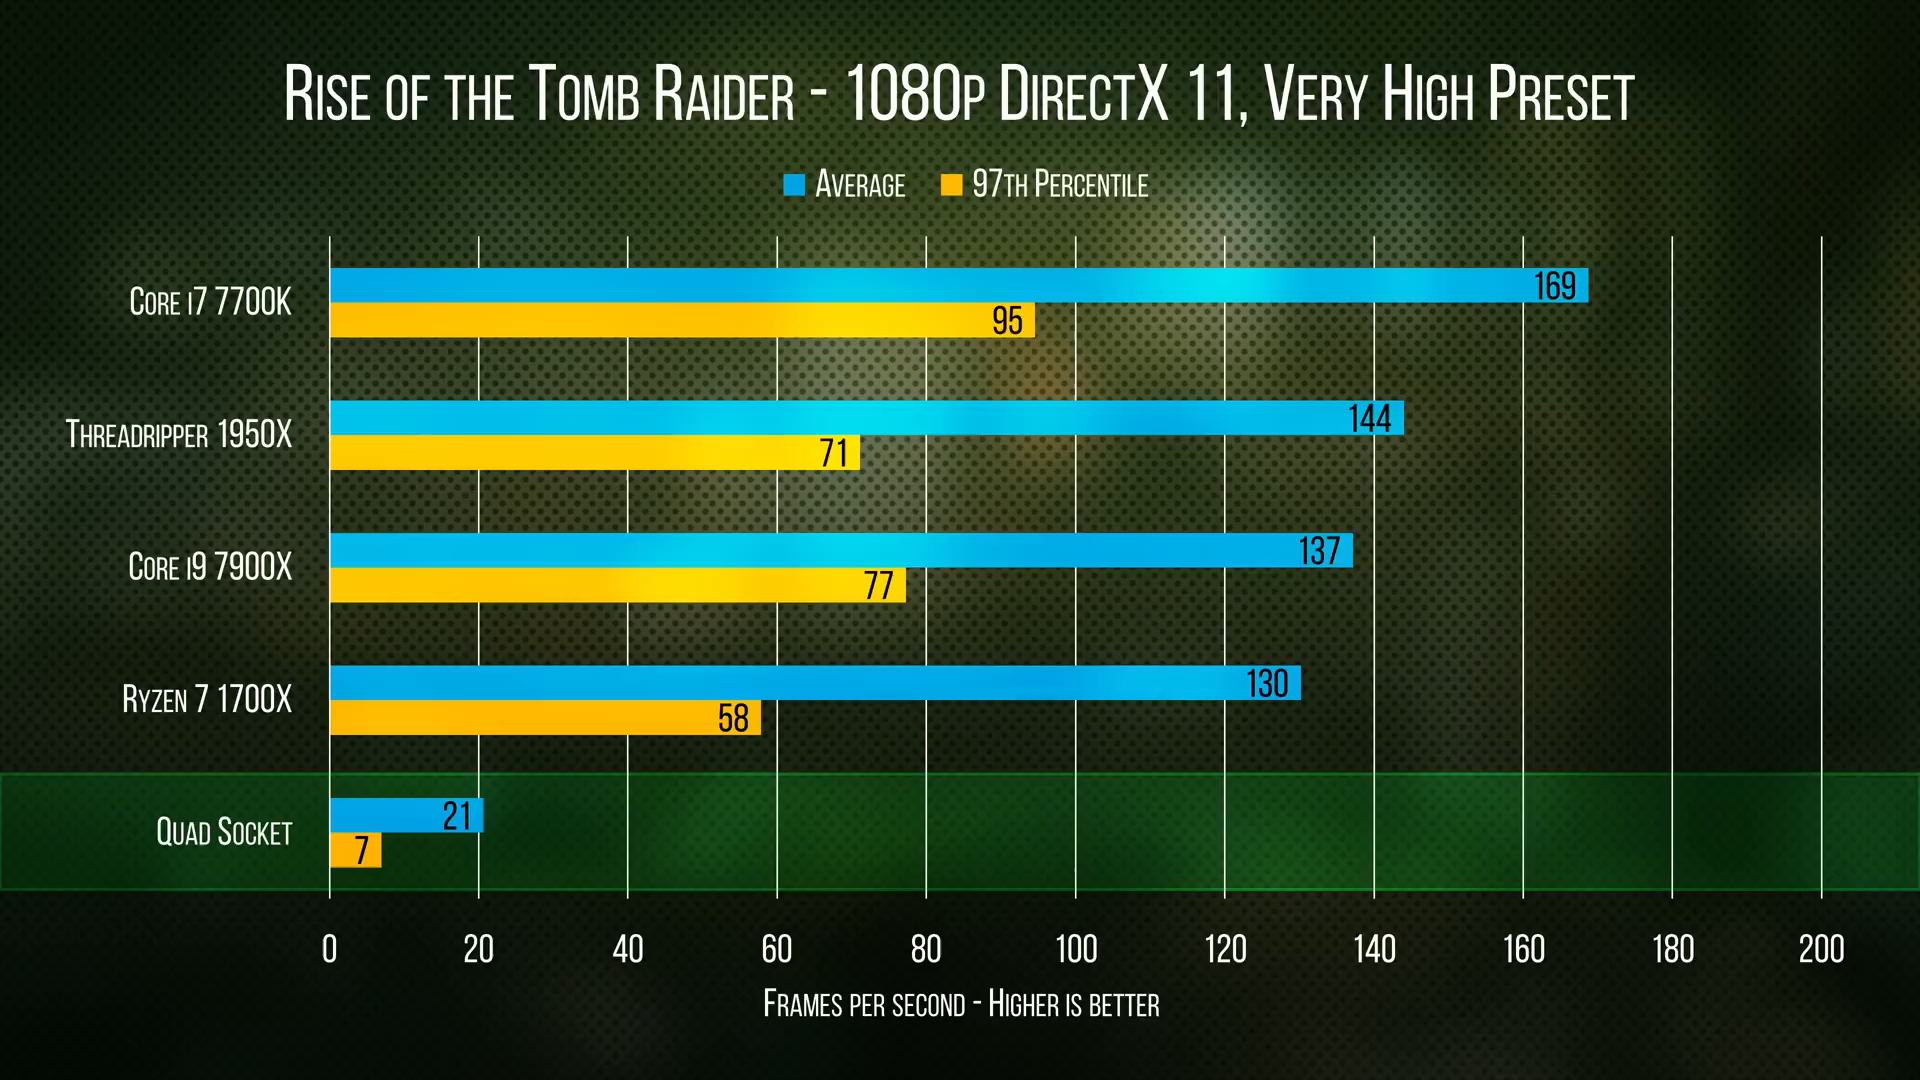 Rise of the Tomb Raider - 1080p DirectX 11, Very High Preset
Average 97th Percentile
Core i7 7700K
169
95
Threadripper 1950X
144
71
Core i9 7900X
137
77
Ryzen 7 1700X
130
58
Quad Socket
21
7
0 20 40 60 80 100 120 140 160 180 200
Frames per second - Higher is better